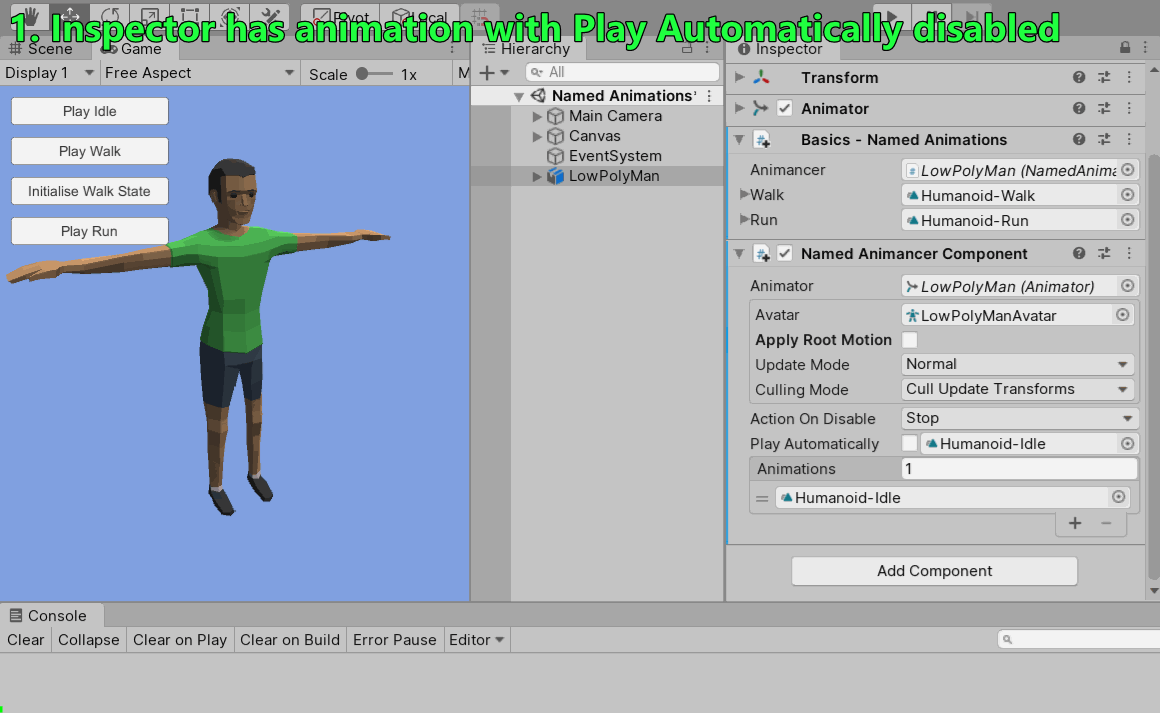 1. Inspector has animation with Play Automatically disabled
Pivot Local
Scene Game
Display 1 Free Aspect Scale 1x M
Play Idle
Play Walk
Initialise Walk State
Play Run
Hierarchy
All
Named Animations*
Main Camera
Canvas
EventSystem
LowPolyMan
Inspector
Transform
Animator
Basics - Named Animations
Animancer LowPolyMan (NamedAnima
Walk Humanoid-Walk
Run Humanoid-Run
Named Animancer Component
Animator LowPolyMan (Animator)
Avatar LowPolyManAvatar
Apply Root Motion
Update Mode Normal
Culling Mode Cull Update Transforms
Action On Disable Stop
Play Automatically Humanoid-Idle
Animations 1
Humanoid-Idle
Add Component
Console
Clear Collapse Clear on Play Clear on Build Error Pause Editor